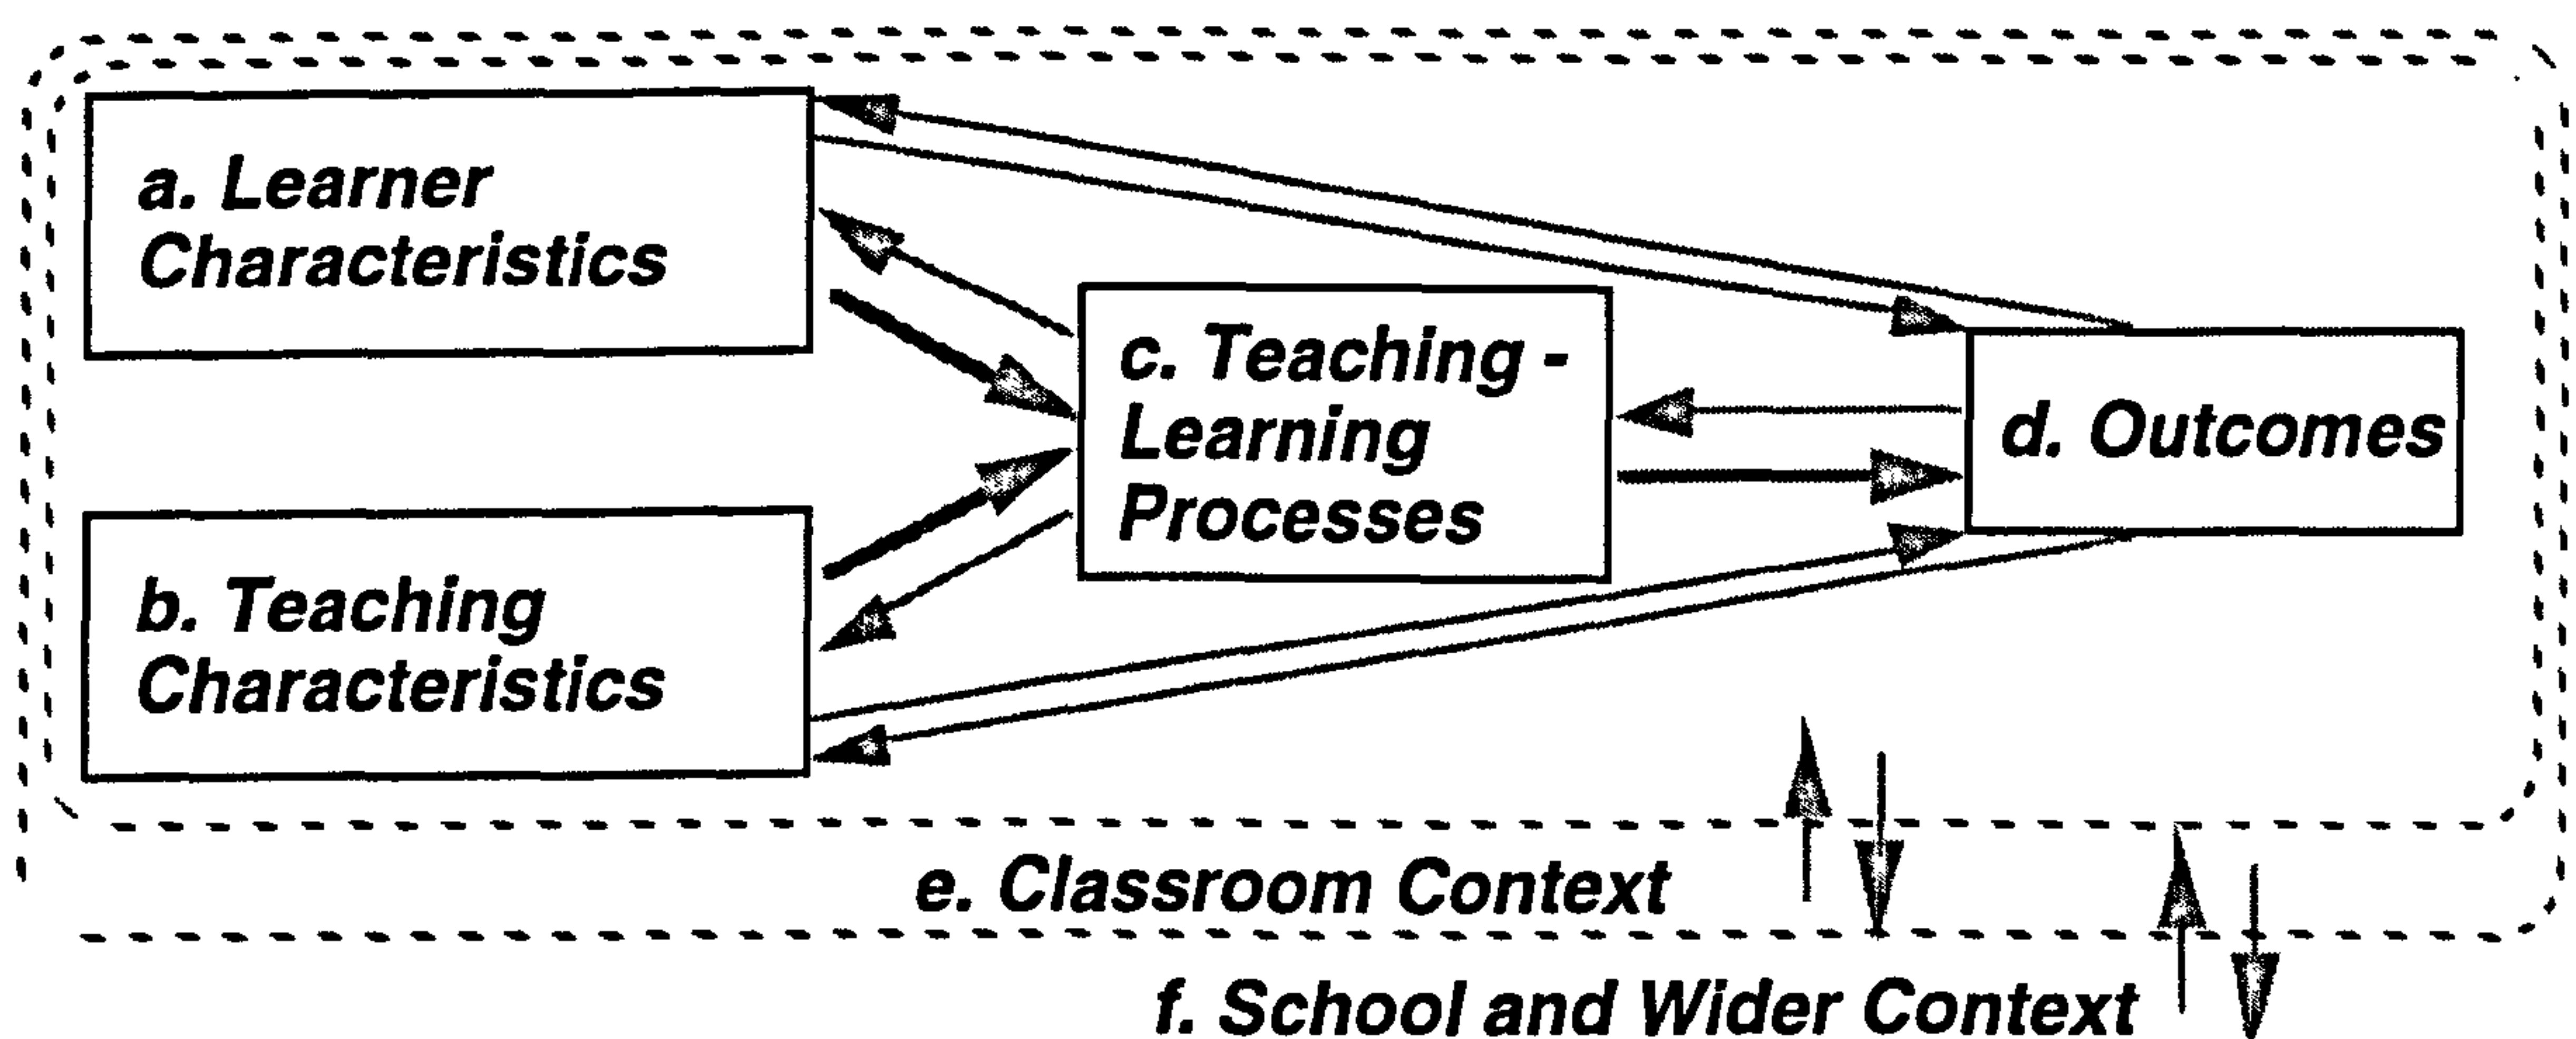 a. Learner
Characteristics
c. Teaching -
Learning
Processes
d. Outcomes
b. Teaching
Characteristics
e. Classroom Context
f. School and Wider Context